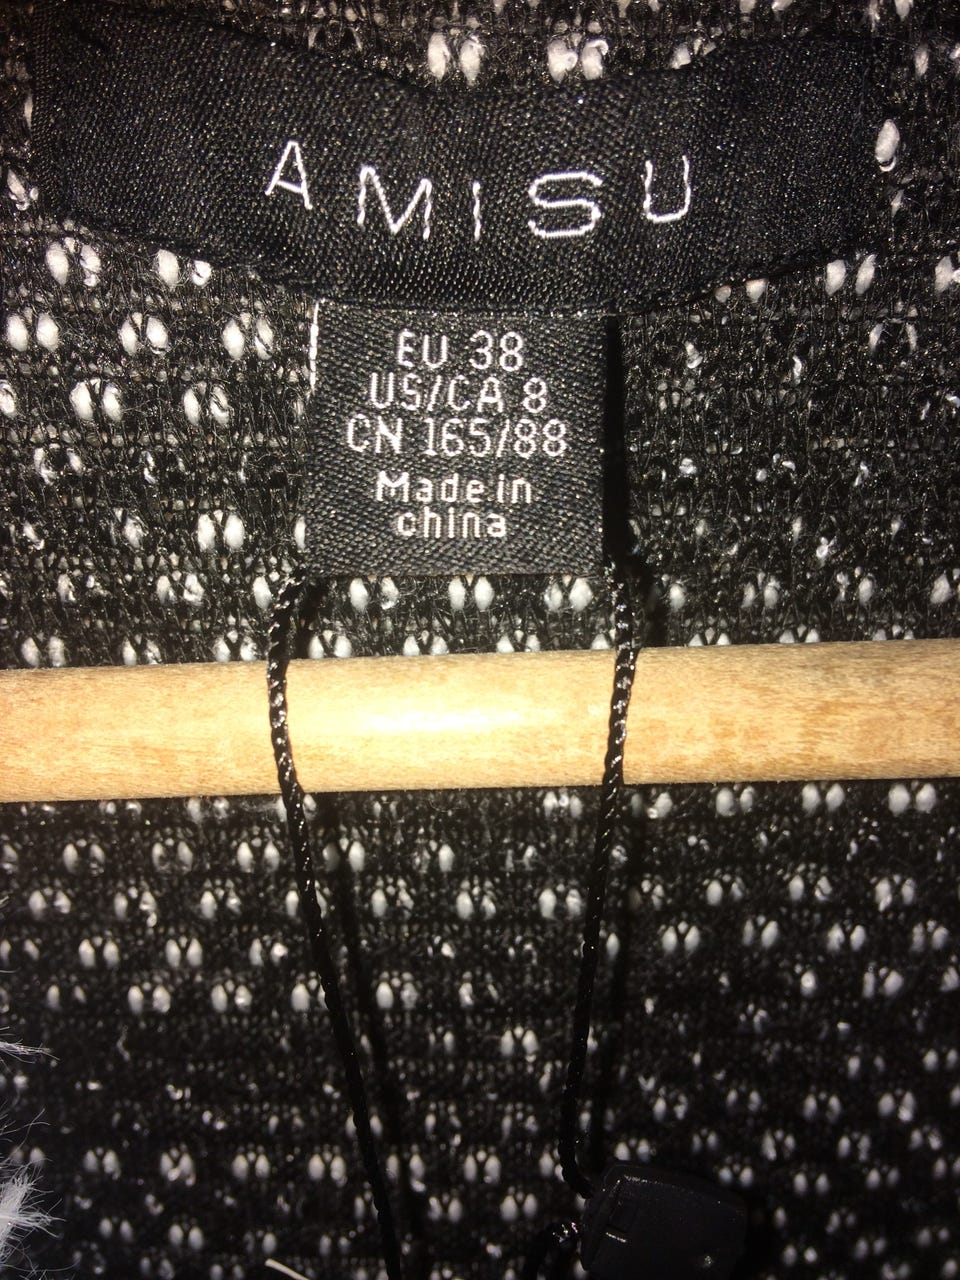 AMISU
EU 38
US/CA 8
CN 165/88
Made in
china